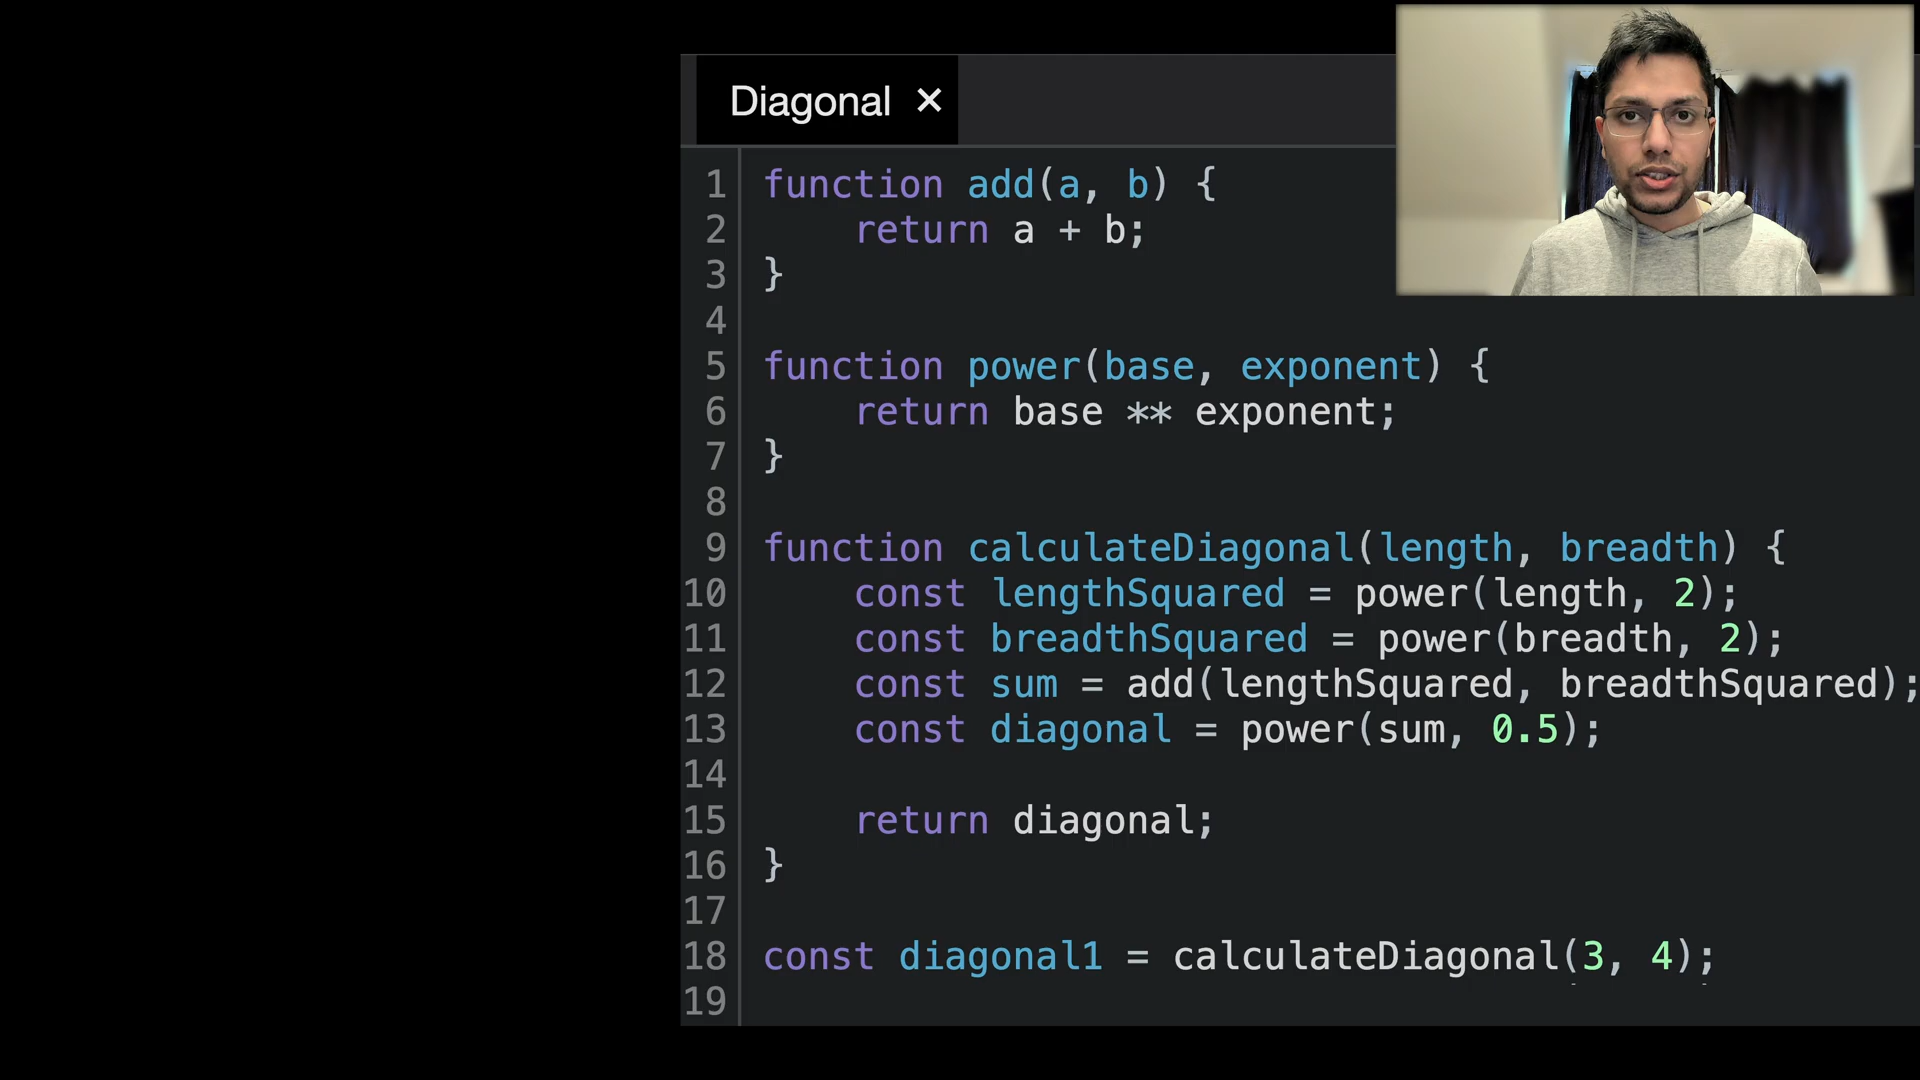 Diagonal ×
1 function add(a, b) {
2 return a + b;
3 }
4
5 function power(base, exponent) {
6 return base ** exponent;
7 }
8
9 function calculateDiagonal(length, breadth) {
10 const lengthSquared = power(length, 2);
11 const breadthSquared = power(breadth, 2);
12 const sum = add(lengthSquared, breadthSquared);
13 const diagonal = power(sum, 0.5);
14
15 return diagonal;
16 }
17
18 const diagonal1 = calculateDiagonal(3, 4);
19